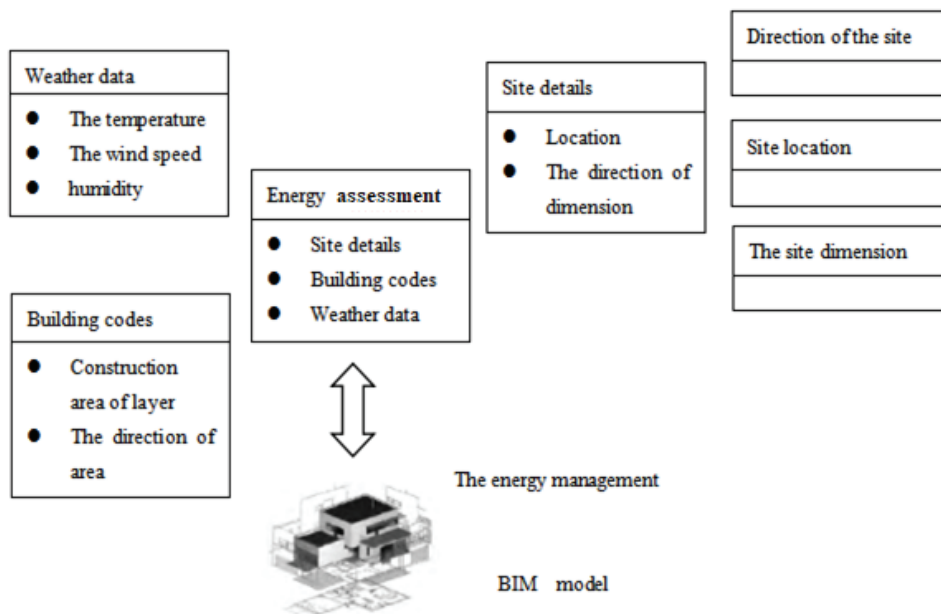 Weather data
The temperature
The wind speed
humidity
Building codes
Construction
area of layer
The direction of
area
Energy assessment
Site details
Building codes
Weather data
Site details
Location
The direction of
dimension
Direction of the site
Site location
The site dimension
The energy management
BIM model